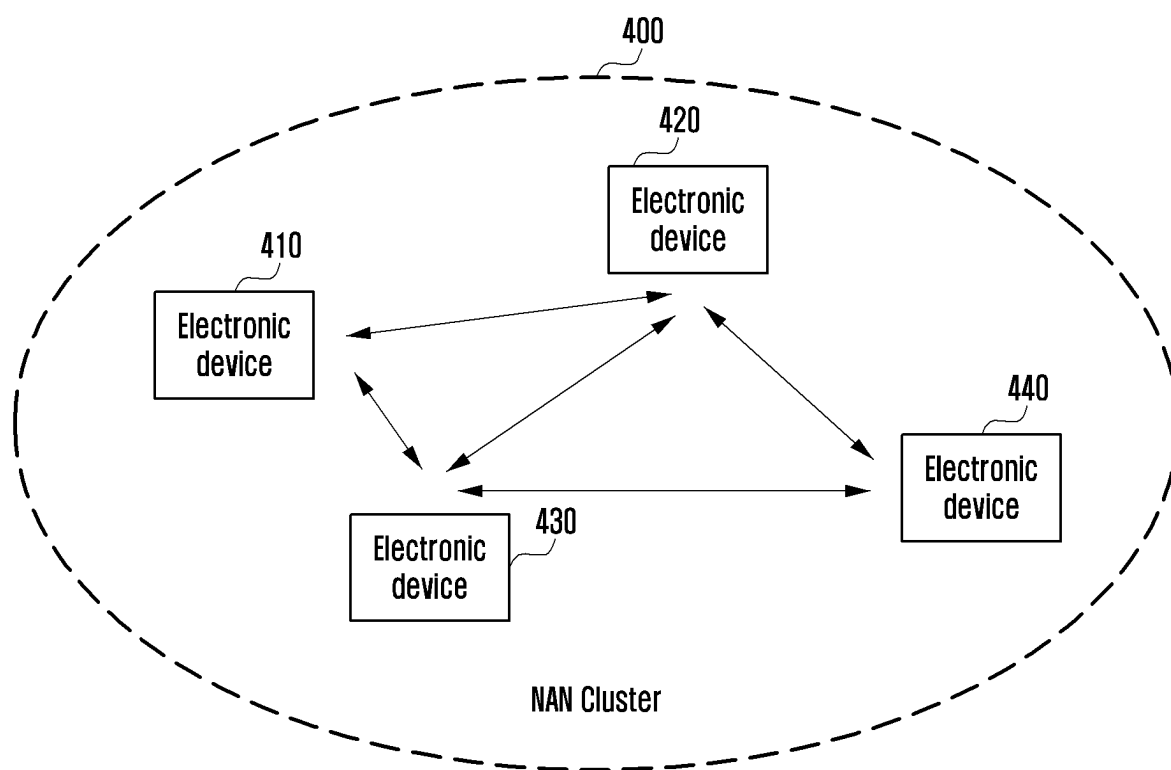 400
420
Electronic
device
410
Electronic
device
440
Electronic
device
430
Electronic
device
NAN Cluster